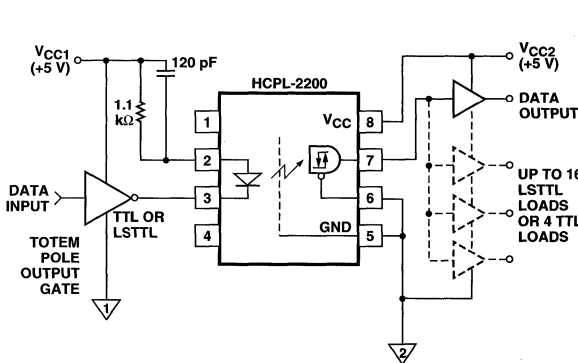 VCC1
(+5 V)
120 pF
1.1
kΩ
HCPL-2200
VCC
1
2
3
4
8
7
6
5
GND
DATA
INPUT
TTL OR
LSTTL
TOTEM
POLE
OUTPUT
GATE
1
2
VCC2
(+5 V)
DATA
OUTPUT
UP TO 16
LSTTL
LOADS
OR 4 TTL
LOADS